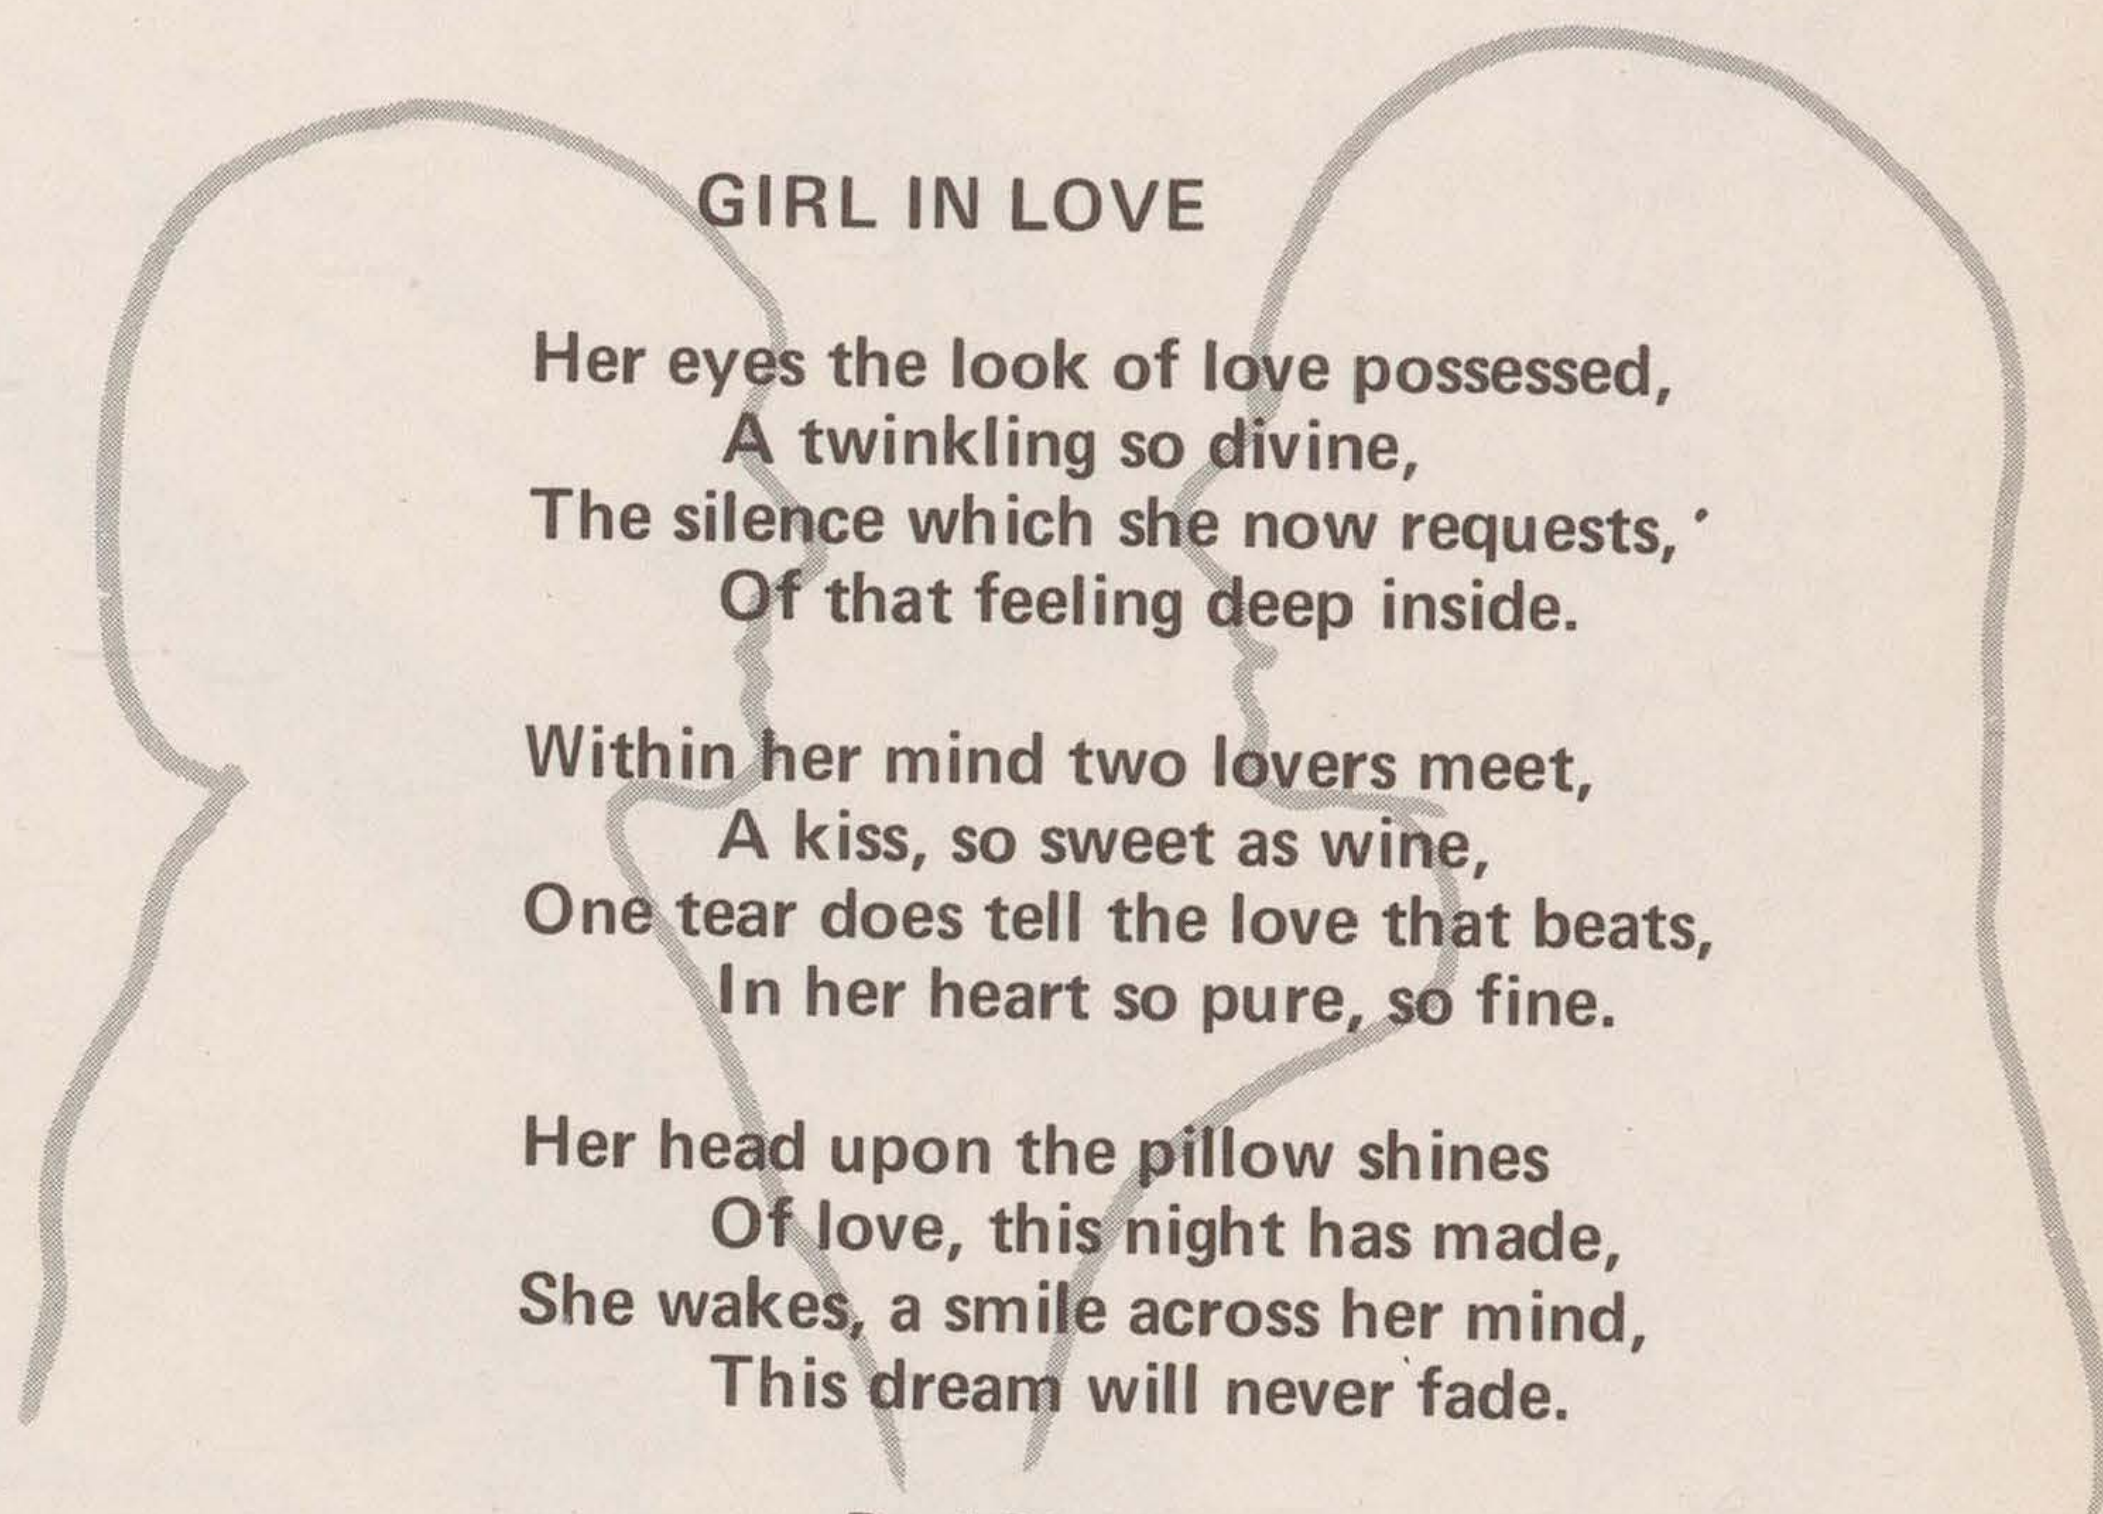 GIRL IN LOVE
Her eyes the look of love possessed,
A twinkling so divine,
The silence which she now requests,
Of that feeling deep inside.
Within her mind two lovers meet,
A kiss, so sweet as wine,
One tear does tell the love that beats,
In her heart so pure, so fine.
Her head upon the pillow shines
Of love, this night has made,
She wakes, a smile across her mind,
This dream will never fade.